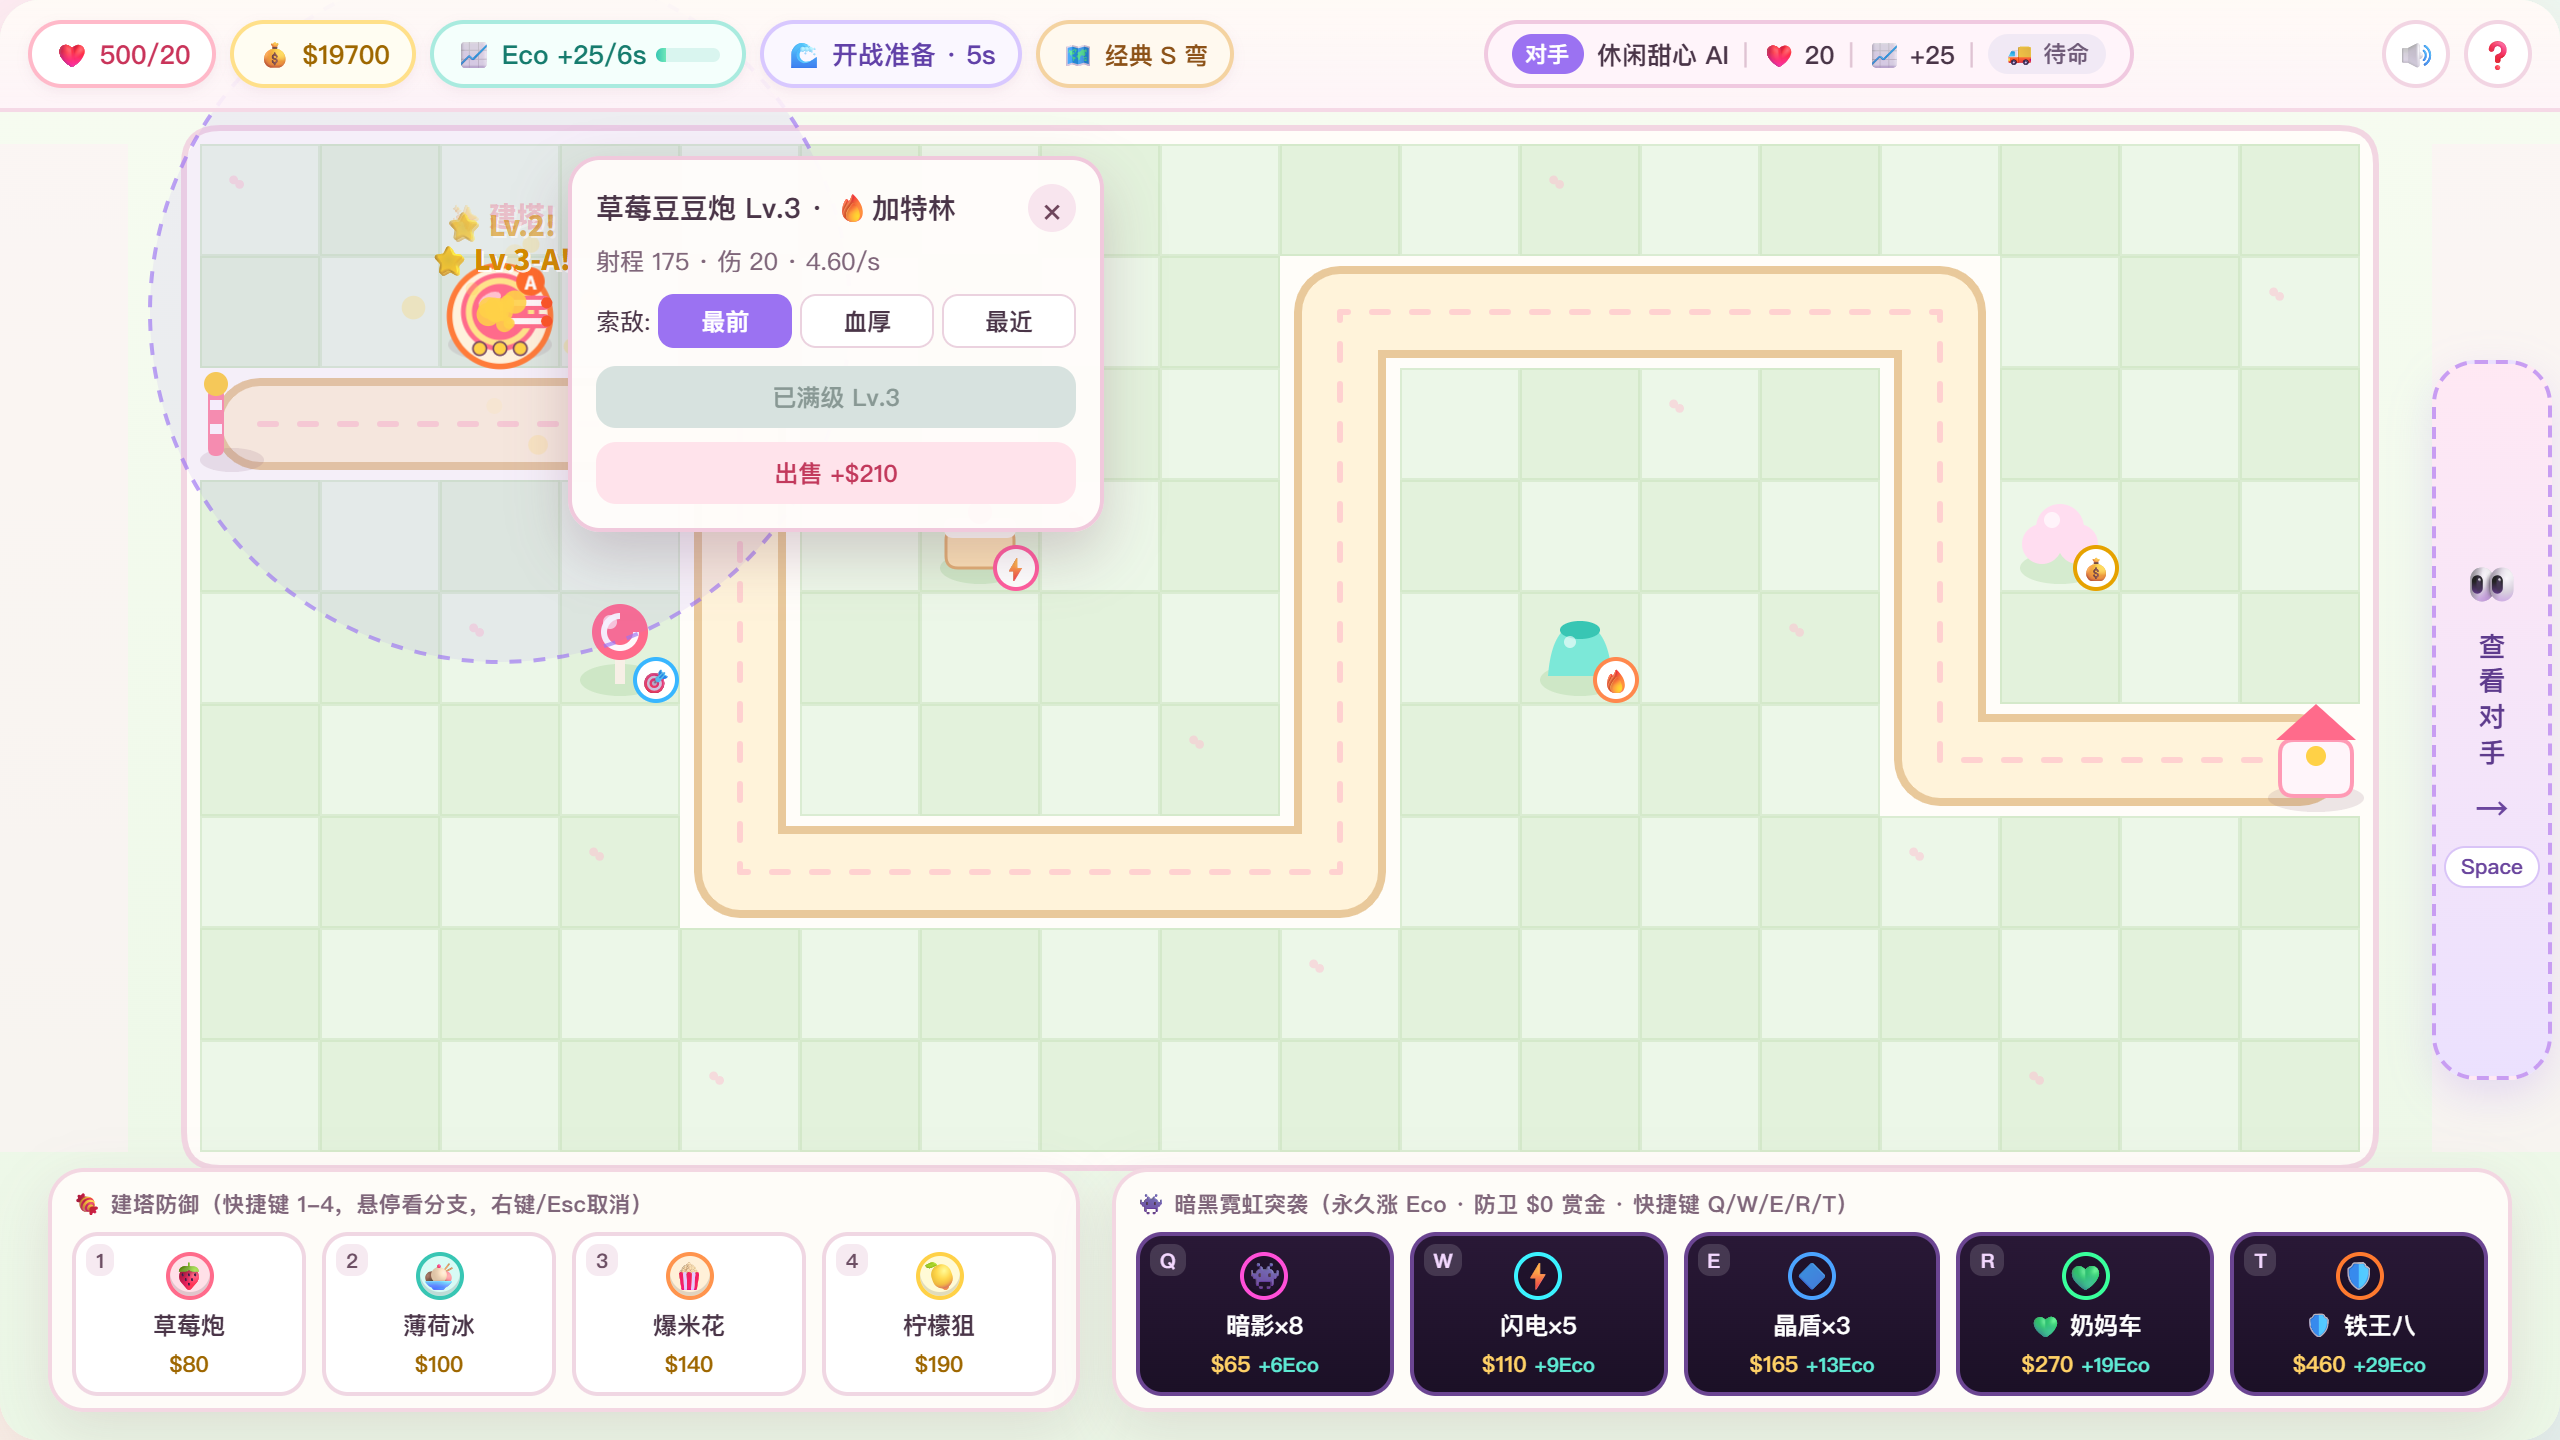 500/20
$19700
Eco +25/6s
开战准备 · 5s
经典 S 弯
对手 休闲甜心 AI 20 +25 待命
建塔!
Lv.2!
Lv.3-A!
A
草莓豆豆炮 Lv.3 · 加特林
×
射程 175 · 伤 20 · 4.60/s
索敌: 最前 血厚 最近
已满级 Lv.3
出售 +$210
查看对手
→
Space
建塔防御（快捷键 1-4，悬停看分支，右键/Esc取消）
1
草莓炮
$80
2
薄荷冰
$100
3
爆米花
$140
4
柠檬狙
$190
暗黑霓虹突袭（永久涨 Eco · 防卫 $0 赏金 · 快捷键 Q/W/E/R/T）
Q
暗影×8
$65 +6Eco
W
闪电×5
$110 +9Eco
E
晶盾×3
$165 +13Eco
R
奶妈车
$270 +19Eco
T
铁王八
$460 +29Eco